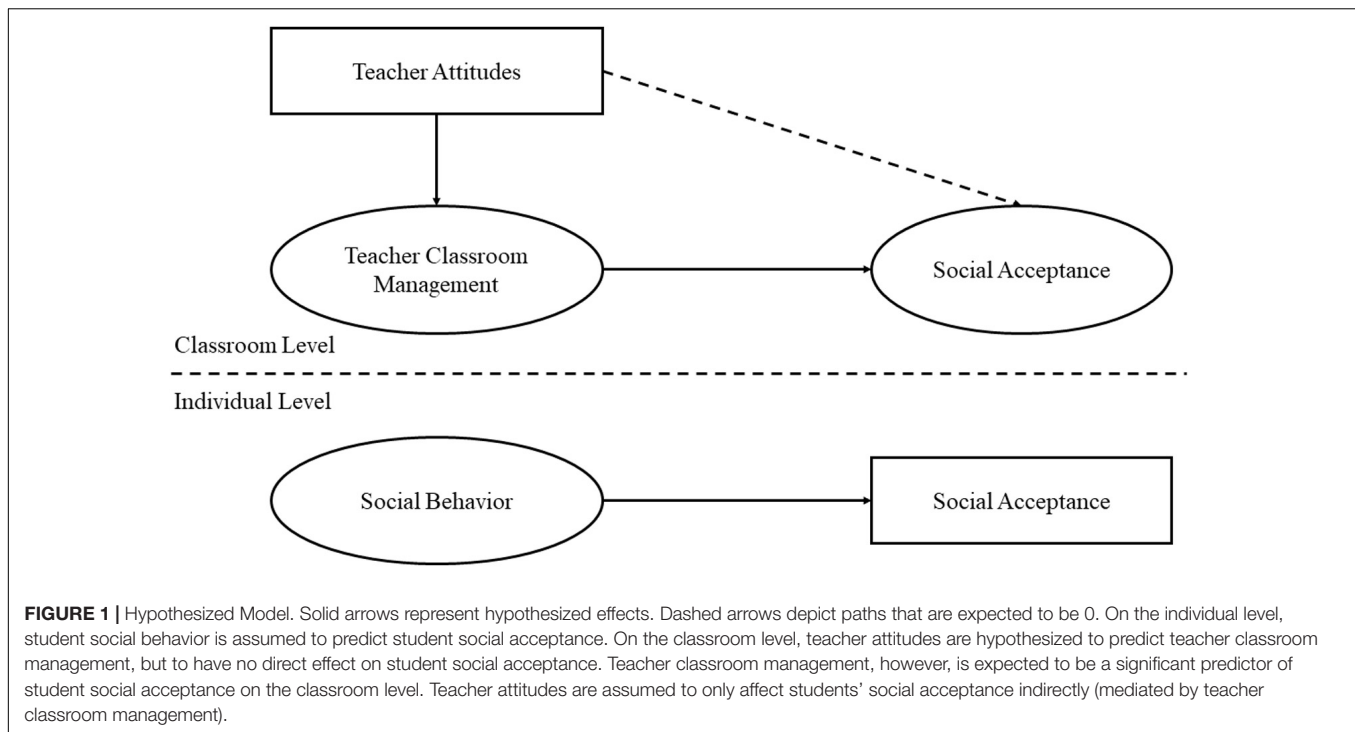 Teacher Attitudes
Teacher Classroom
Management
Social Acceptance
Classroom Level
Individual Level
Social Behavior
Social Acceptance
FIGURE 1 | Hypothesized Model. Solid arrows represent hypothesized effects. Dashed arrows depict paths that are expected to be 0. On the individual level,
student social behavior is assumed to predict student social acceptance. On the classroom level, teacher attitudes are hypothesized to predict teacher classroom
management, but to have no direct effect on student social acceptance. Teacher classroom management, however, is expected to be a significant predictor of
student social acceptance on the classroom level. Teacher attitudes are assumed to only affect students’ social acceptance indirectly (mediated by teacher
classroom management).